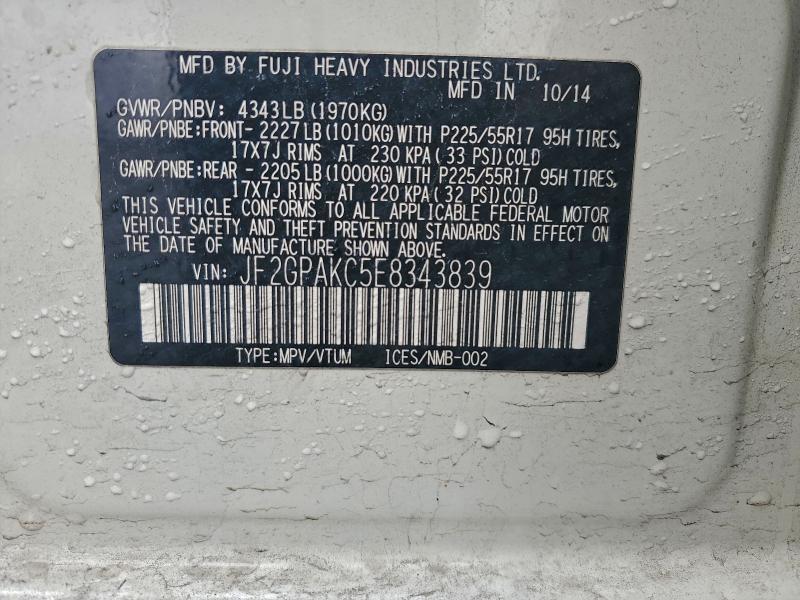 MFD BY FUJI HEAVY INDUSTRIES LTD.
MFD IN 10/14
GVWR/PNBV: 4343LB(1970KG)
GAWR/PNBE:FRONT-2227LB(1010KG)WITH P225/55R17 95H TIRES,
17X7J RIMS AT 230 KPA(33 PSI)COLD
GAWR/PNBE:REAR -2205LB(1000KG)WITH P225/55R17 95H TIRES,
17X7J RIMS AT 220 KPA(32 PSI)COLD
THIS VEHICLE CONFORMS TO ALL APPLICABLE FEDERAL MOTOR
VEHICLE SAFETY AND THEFT PREVENTION STANDARDS IN EFFECT ON
THE DATE OF MANUFACTURE SHOWN ABOVE.
VIN: JF2GPAKC5E8343839
TYPE:MPV/VTUM ICES/NMB-002